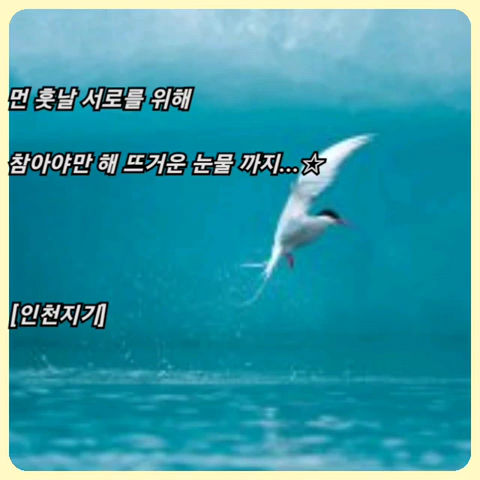 먼 훗날 서로를 위해
참아야만 해 뜨거운 눈물 까지...☆
[인천지기]